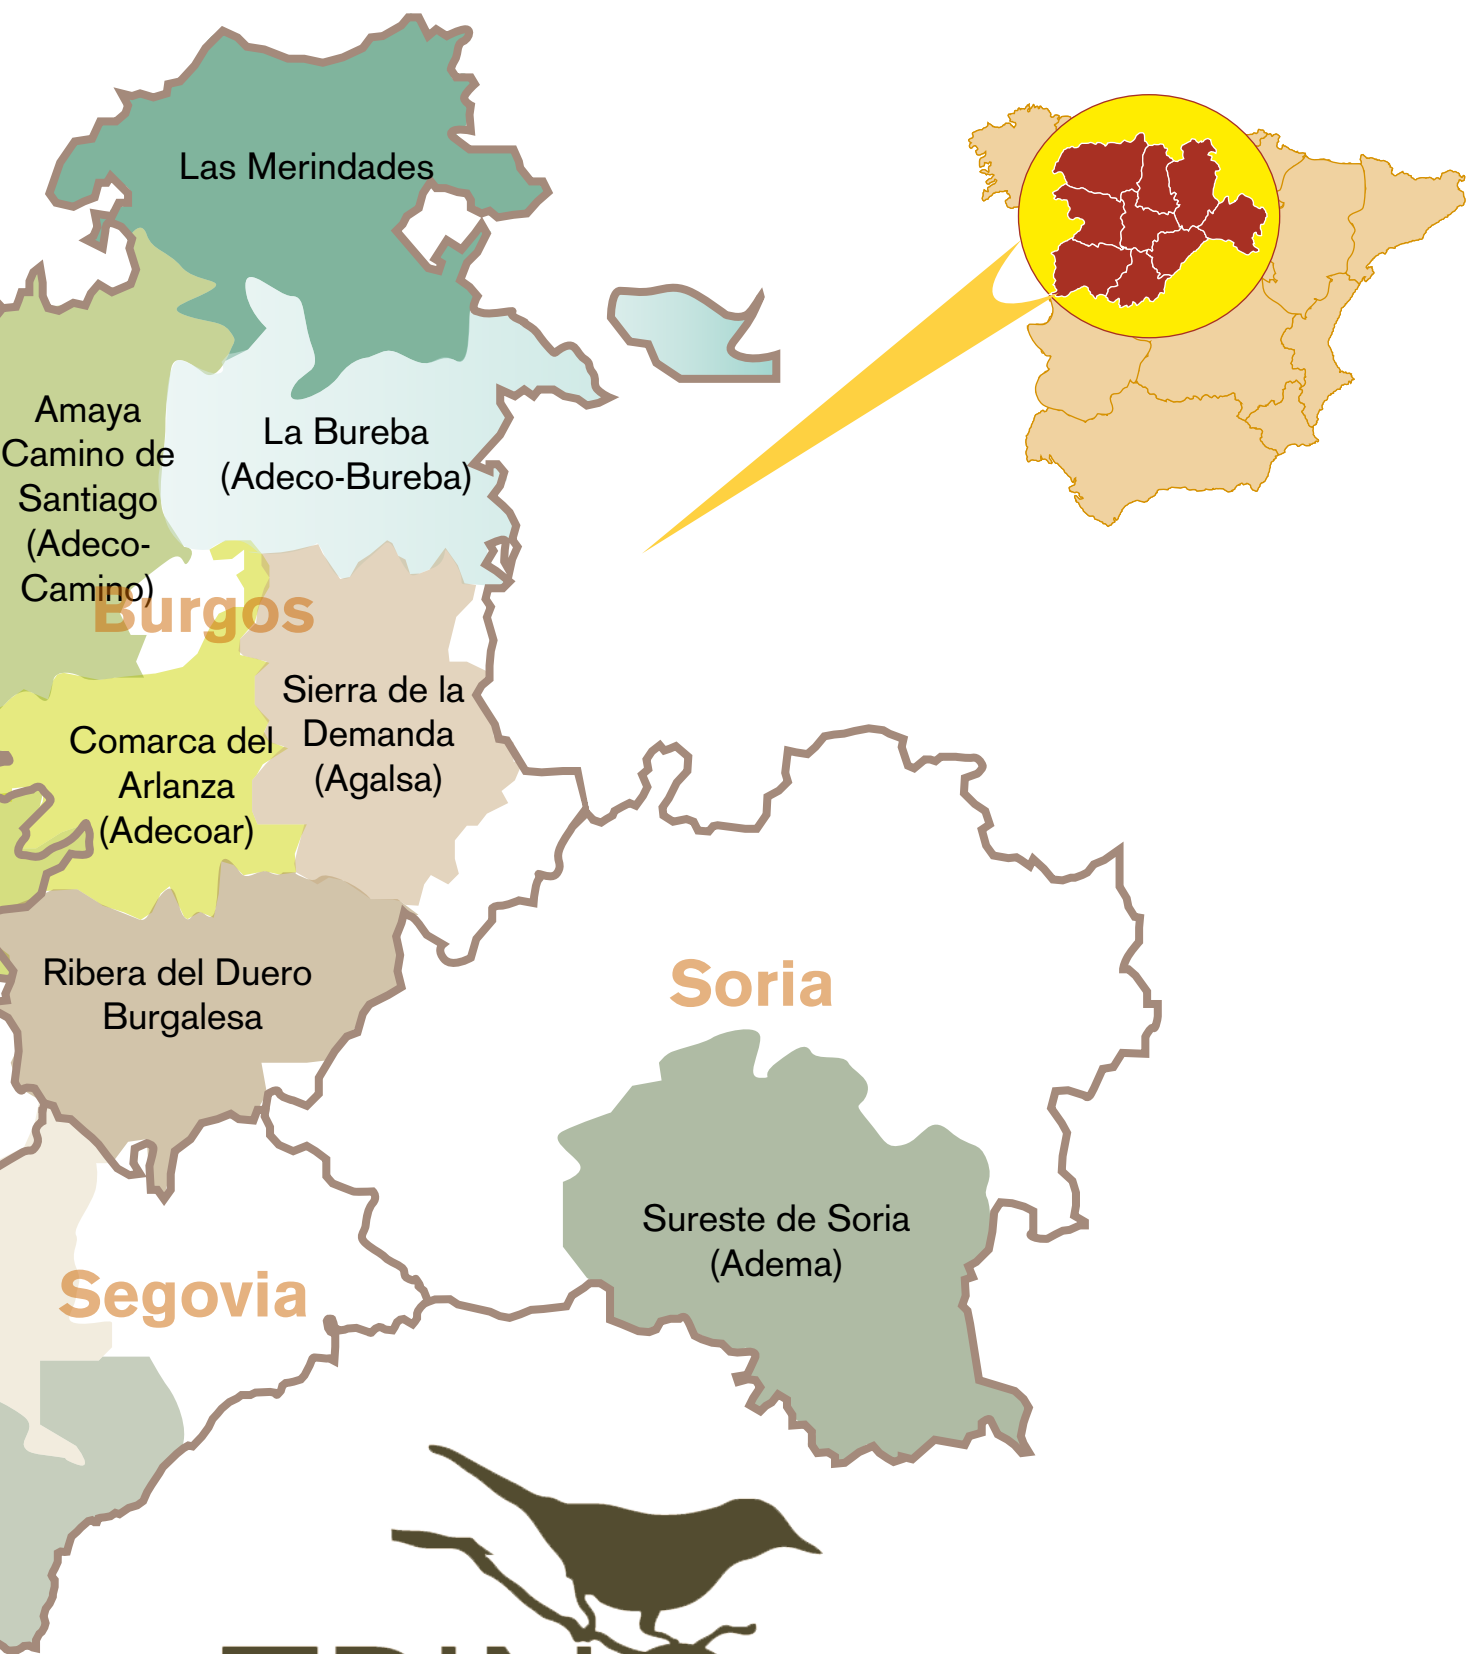 Las Merindades
Amaya
Camino de
Santiago
(Adeco-
Camino)
La Bureba
(Adeco-Bureba)
Burgos
Sierra de la
Demanda
(Agalsa)
Comarca del
Arlanza
(Adecoar)
Ribera del Duero
Burgalesa
Soria
Sureste de Soria
(Adema)
Segovia